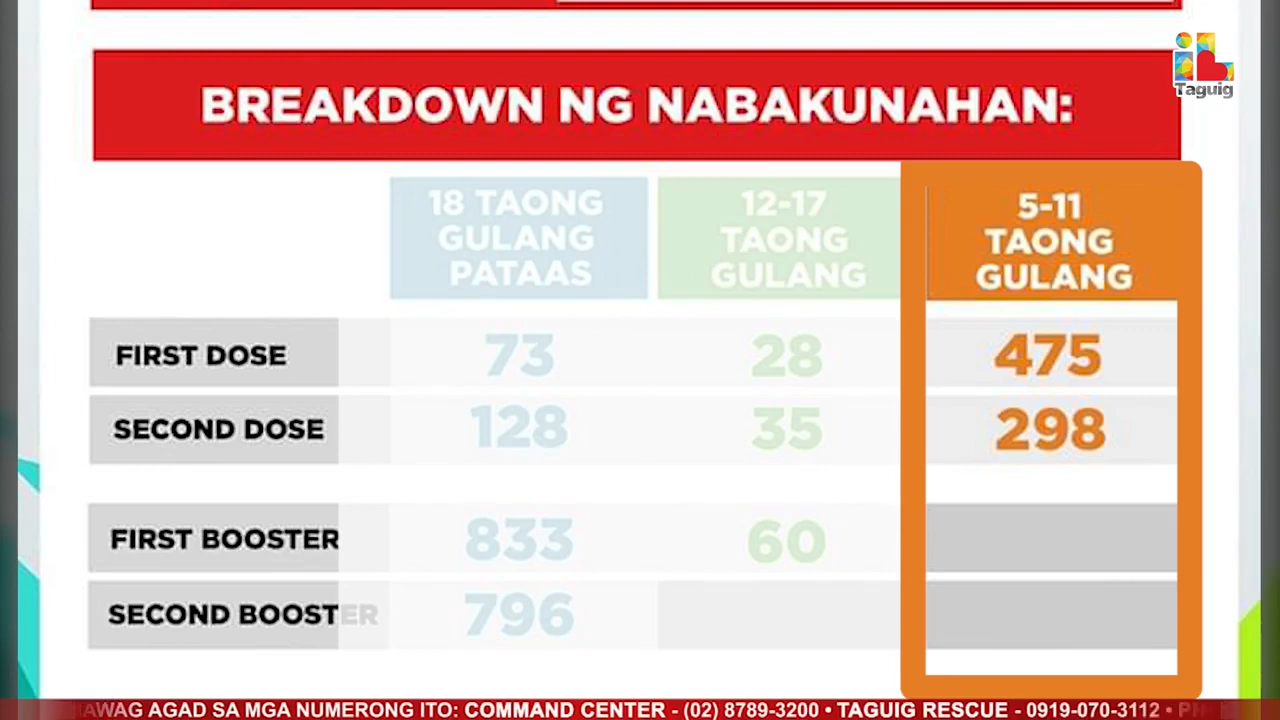 iL
Taguig
BREAKDOWN NG NABAKUNAHAN:
18 TAONG
GULANG
PATAAS
12-17
TAONG
GULANG
5-11
TAONG
GULANG
FIRST DOSE 73 28 475
SECOND DOSE 128 35 298
FIRST BOOSTER 833 60
SECOND BOOSTER 796
AWAG AGAD SA MGA NUMERONG ITO: COMMAND CENTER - (02) 8789-3200 • TAGUIG RESCUE - 0919-070-3112 •